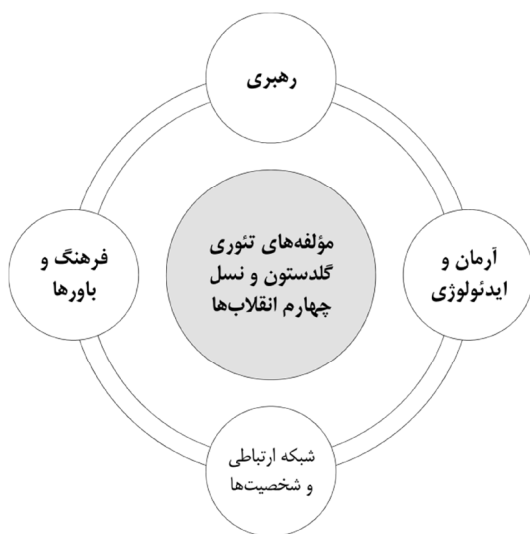 رهبری
آرمان و
ایدئولوژی
مؤلفه‌های تئوری
گلدستون و نسل
چهارم انقلاب‌ها
فرهنگ و
باورها
شبکه ارتباطی
و شخصیت‌ها